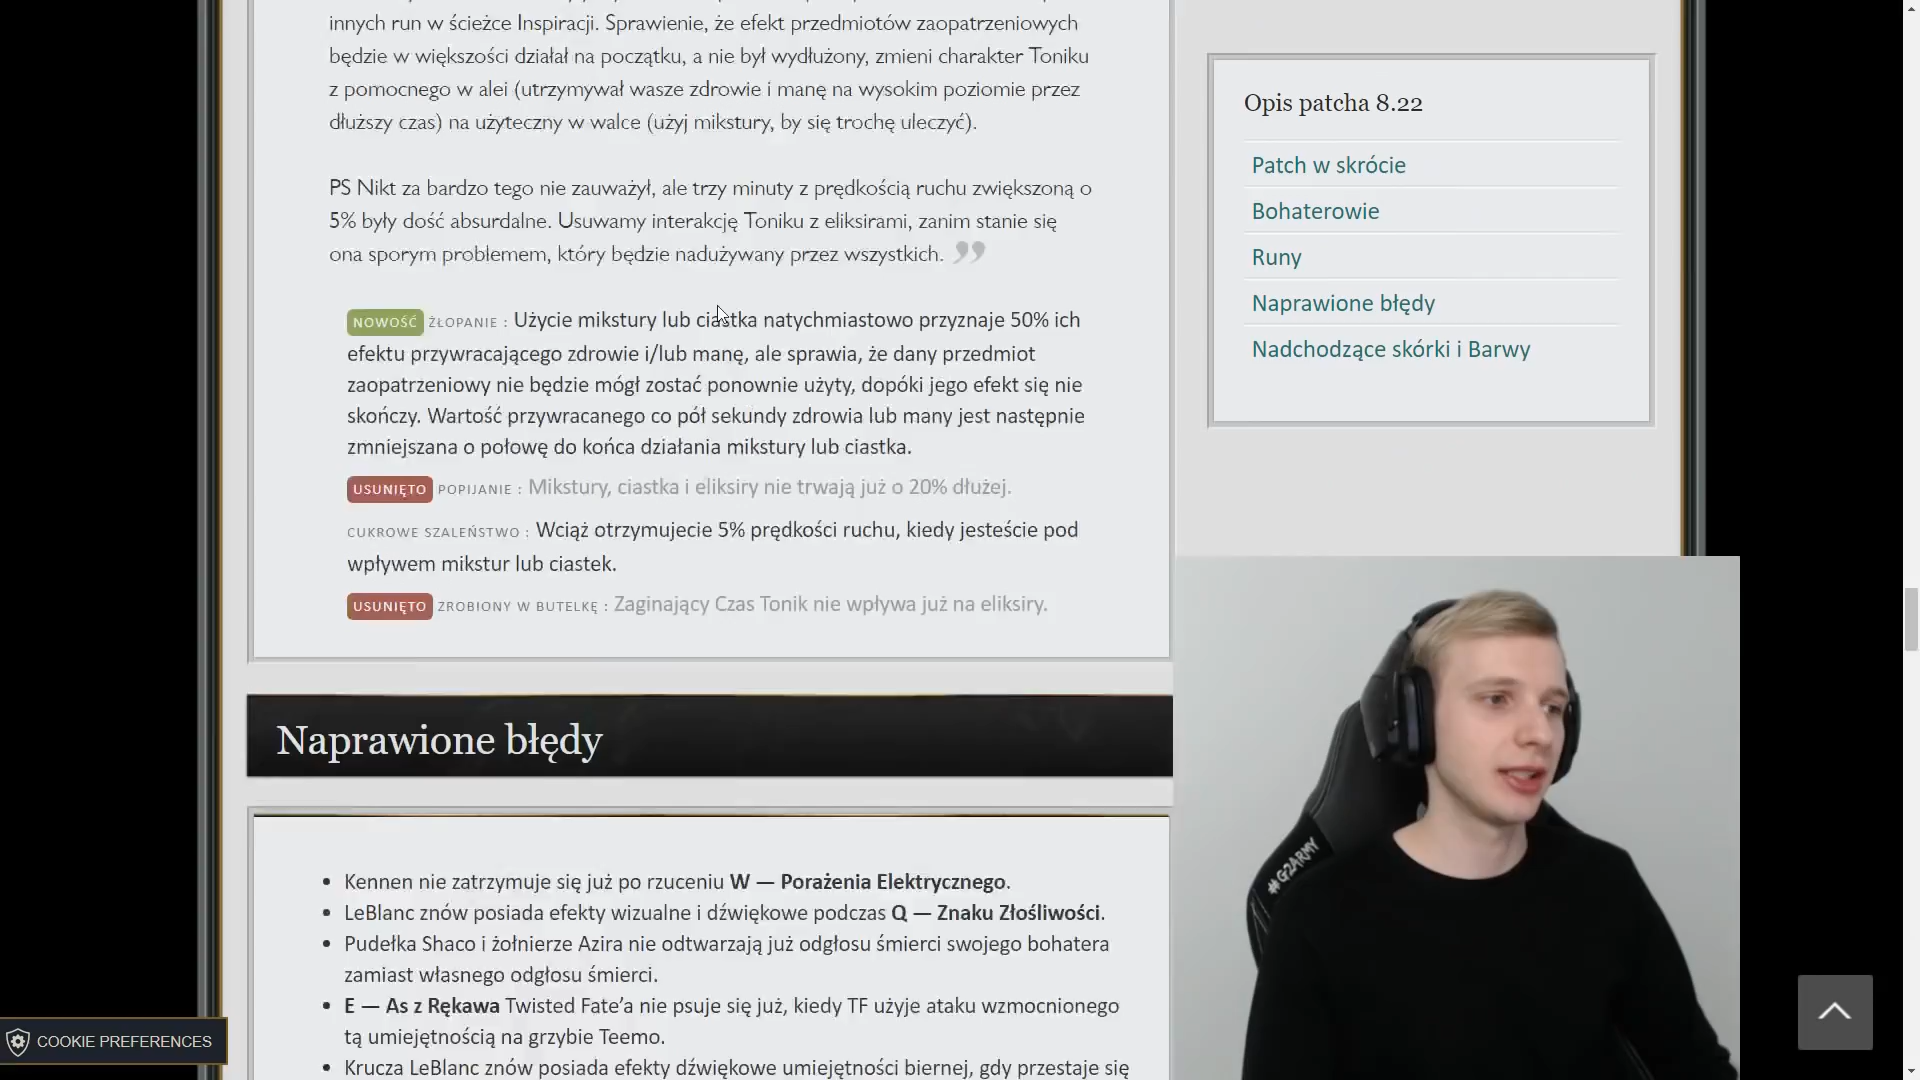 innych run w ścieżce Inspiracji. Sprawienie, że efekt przedmiotów zaopatrzeniowych
będzie w większości działał na początku, a nie był wydłużony, zmieni charakter Toniku
z pomocnego w alei (utrzymywał wasze zdrowie i manę na wysokim poziomie przez
dłuższy czas) na użyteczny w walce (użyj mikstury, by się trochę uleczyć).
PS Nikt za bardzo tego nie zauważył, ale trzy minuty z prędkością ruchu zwiększoną o
5% były dość absurdalne. Usuwamy interakcję Toniku z eliksirami, zanim stanie się
ona sporym problemem, który będzie nadużywany przez wszystkich. ”
NOWOŚĆ ŻŁOPANIE : Użycie mikstury lub ciastka natychmiastowo przyznaje 50% ich
efektu przywracającego zdrowie i/lub manę, ale sprawia, że dany przedmiot
zaopatrzeniowy nie będzie mógł zostać ponownie użyty, dopóki jego efekt się nie
skończy. Wartość przywracanego co pół sekundy zdrowia lub many jest następnie
zmniejszana o połowę do końca działania mikstury lub ciastka.
USUNIĘTO POPIJANIE : Mikstury, ciastka i eliksiry nie trwają już o 20% dłużej.
CUKROWE SZALEŃSTWO : Wciąż otrzymujecie 5% prędkości ruchu, kiedy jesteście pod
wpływem mikstur lub ciastek.
USUNIĘTO ZROBIONY W BUTELKĘ : Zaginający Czas Tonik nie wpływa już na eliksiry.
Naprawione błędy
• Kennen nie zatrzymuje się już po rzuceniu W — Porażenia Elektrycznego.
• LeBlanc znów posiada efekty wizualne i dźwiękowe podczas Q — Znaku Złośliwości.
• Pudełka Shaco i żołnierze Azira nie odtwarzają już odgłosu śmierci swojego bohatera
zamiast własnego odgłosu śmierci.
• E — As z Rękawa Twisted Fate’a nie psuje się już, kiedy TF użyje ataku wzmocnionego
tą umiejętnością na grzybie Teemo.
• Krucza LeBlanc znów posiada efekty dźwiękowe umiejętności biernej, gdy przestaje się
Opis patcha 8.22
Patch w skrócie
Bohaterowie
Runy
Naprawione błędy
Nadchodzące skórki i Barwy
#G2ARMY
COOKIE PREFERENCES